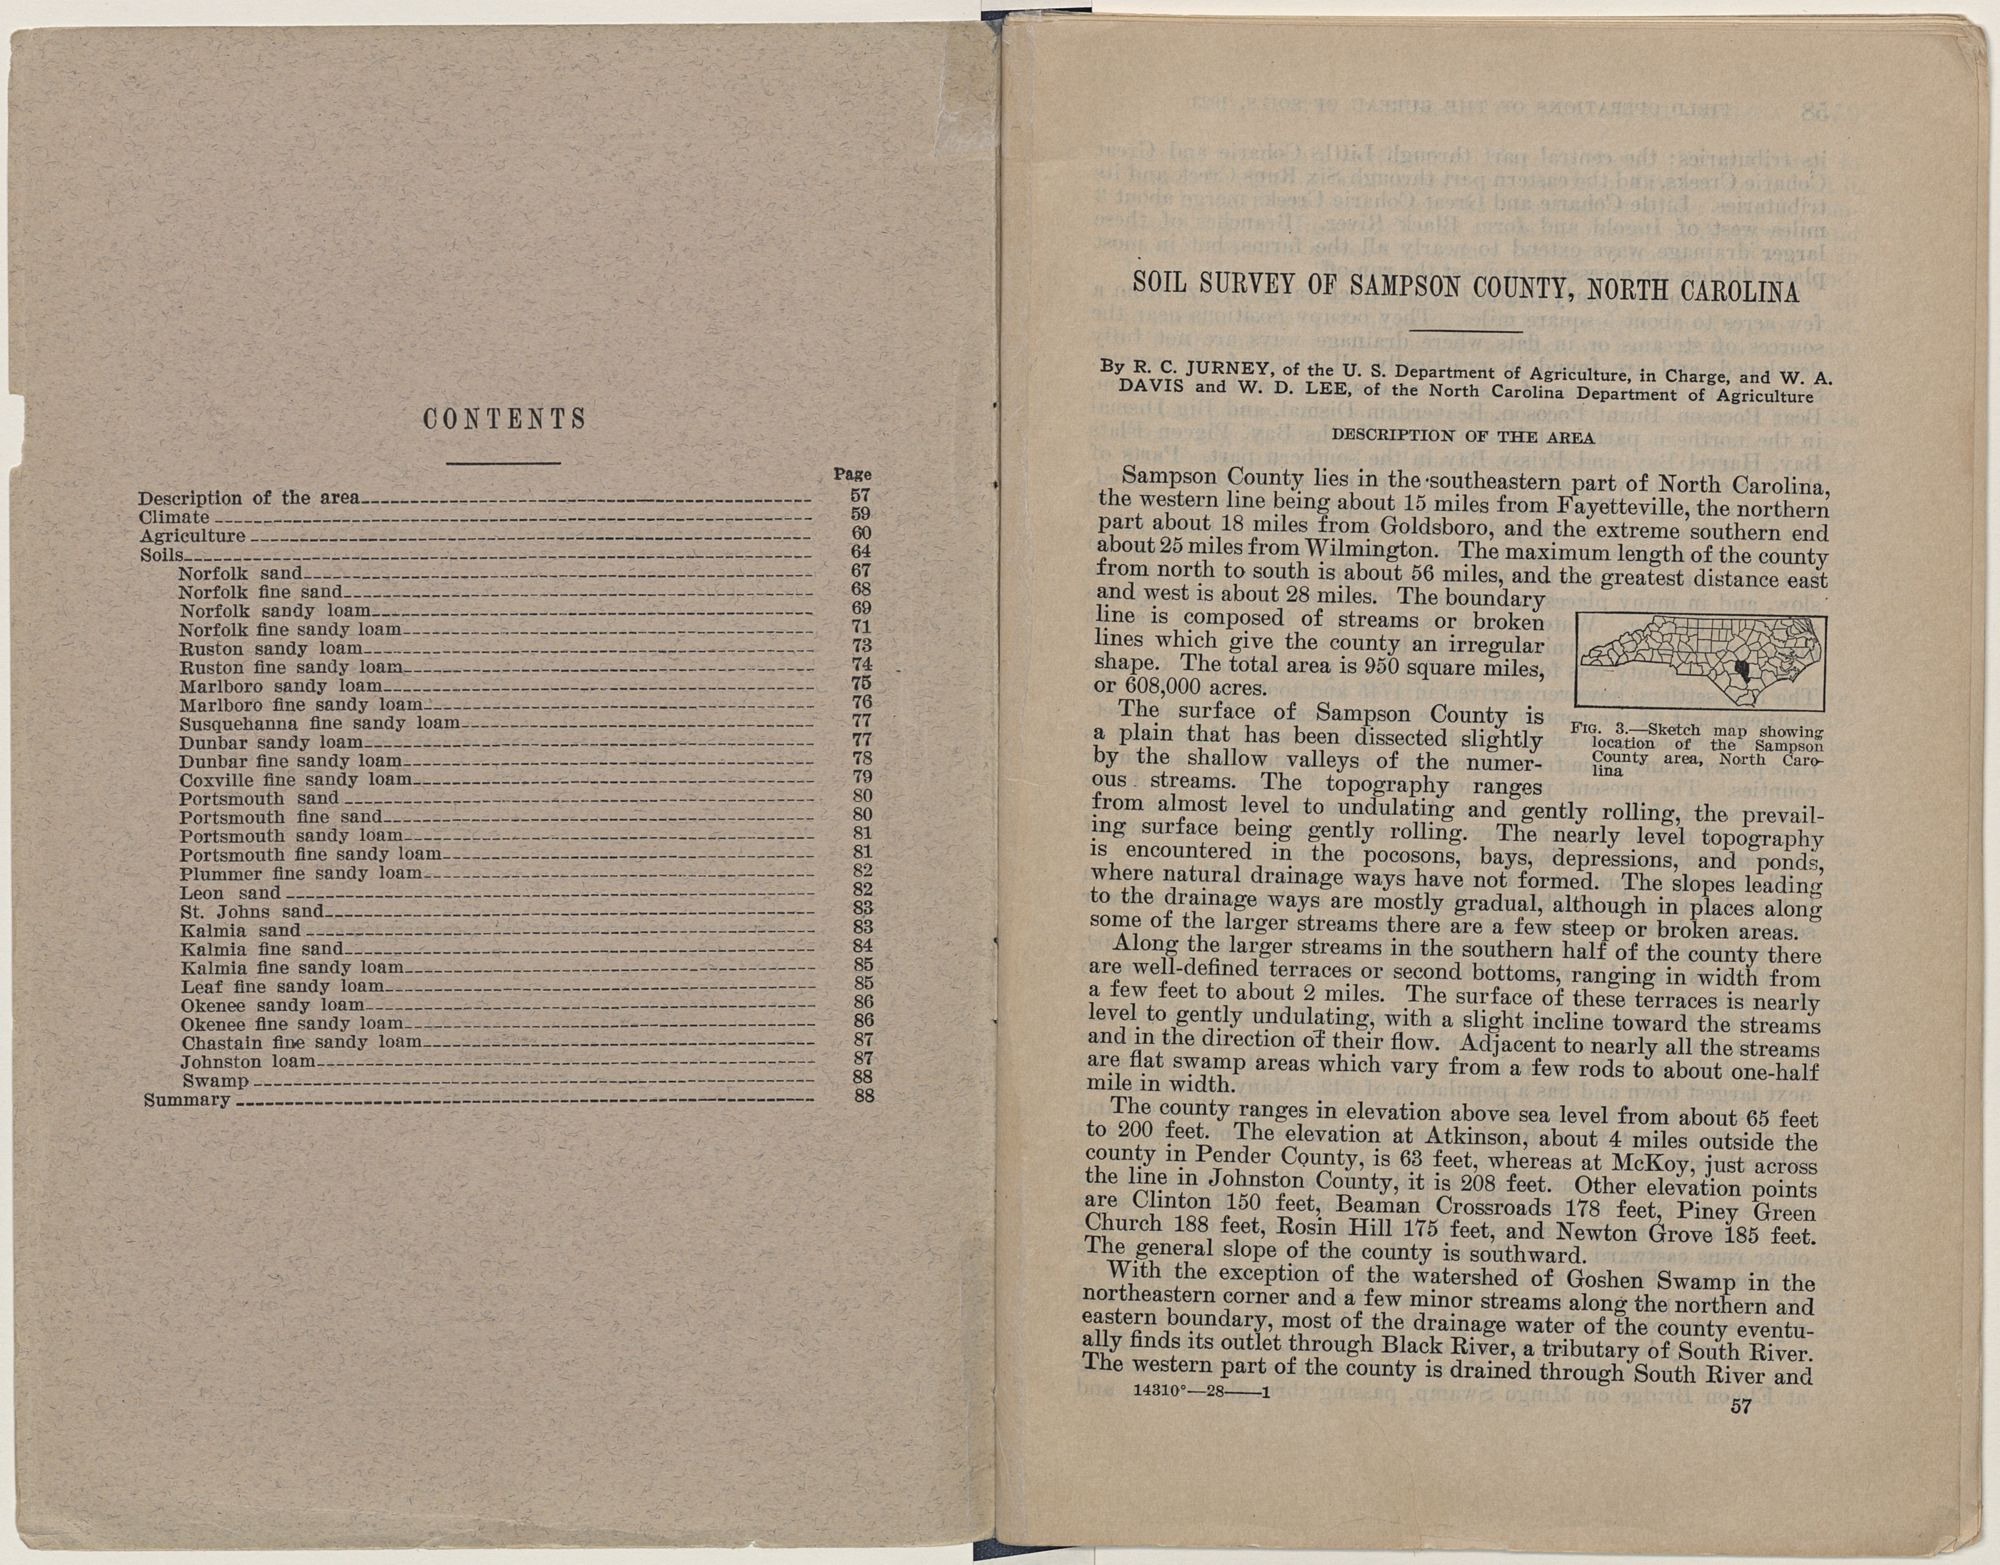 CONTENTS
Page
Description of the area 57
Climate 59
Agriculture 60
Soils 64
Norfolk sand 67
Norfolk fine sand 68
Norfolk sandy loam 69
Norfolk fine sandy loam 71
Ruston sandy loam 73
Ruston fine sandy loam 74
Marlboro sandy loam 75
Marlboro fine sandy loam 76
Susquehanna fine sandy loam 77
Dunbar sandy loam 77
Dunbar fine sandy loam 78
Coxville fine sandy loam 79
Portsmouth sand 80
Portsmouth fine sand 80
Portsmouth sandy loam 81
Portsmouth fine sandy loam 81
Plummer fine sandy loam 82
Leon sand 82
St. Johns sand 83
Kalmia sand 83
Kalmia fine sand 84
Kalmia fine sandy loam 85
Leaf fine sandy loam 85
Okenee sandy loam 86
Okenee fine sandy loam 86
Chastain fine sandy loam 87
Johnston loam 87
Swamp 88
Summary 88
SOIL SURVEY OF SAMPSON COUNTY, NORTH CAROLINA
By R. C. JURNEY, of the U. S. Department of Agriculture, in Charge, and W. A.
DAVIS and W. D. LEE, of the North Carolina Department of Agriculture
DESCRIPTION OF THE AREA
Sampson County lies in the southeastern part of North Carolina,
the western line being about 15 miles from Fayetteville, the northern
part about 18 miles from Goldsboro, and the extreme southern end
about 25 miles from Wilmington. The maximum length of the county
from north to south is about 56 miles, and the greatest distance east
and west is about 28 miles. The boundary
line is composed of streams or broken
lines which give the county an irregular
shape. The total area is 950 square miles,
or 608,000 acres.
The surface of Sampson County is
a plain that has been dissected slightly
by the shallow valleys of the numer-
ous streams. The topography ranges
FIG. 3.—Sketch map showing
location of the Sampson
County area, North Caro-
lina
from almost level to undulating and gently rolling, the prevail-
ing surface being gently rolling. The nearly level topography
is encountered in the pocosons, bays, depressions, and ponds,
where natural drainage ways have not formed. The slopes leading
to the drainage ways are mostly gradual, although in places along
some of the larger streams there are a few steep or broken areas.
Along the larger streams in the southern half of the county there
are well-defined terraces or second bottoms, ranging in width from
a few feet to about 2 miles. The surface of these terraces is nearly
level to gently undulating, with a slight incline toward the streams
and in the direction of their flow. Adjacent to nearly all the streams
are flat swamp areas which vary from a few rods to about one-half
mile in width.
The county ranges in elevation above sea level from about 65 feet
to 200 feet. The elevation at Atkinson, about 4 miles outside the
county in Pender County, is 63 feet, whereas at McKoy, just across
the line in Johnston County, it is 208 feet. Other elevation points
are Clinton 150 feet, Beaman Crossroads 178 feet, Piney Green
Church 188 feet, Rosin Hill 175 feet, and Newton Grove 185 feet.
The general slope of the county is southward.
With the exception of the watershed of Goshen Swamp in the
northeastern corner and a few minor streams along the northern and
eastern boundary, most of the drainage water of the county eventu-
ally finds its outlet through Black River, a tributary of South River.
The western part of the county is drained through South River and
14310°—28——1
57